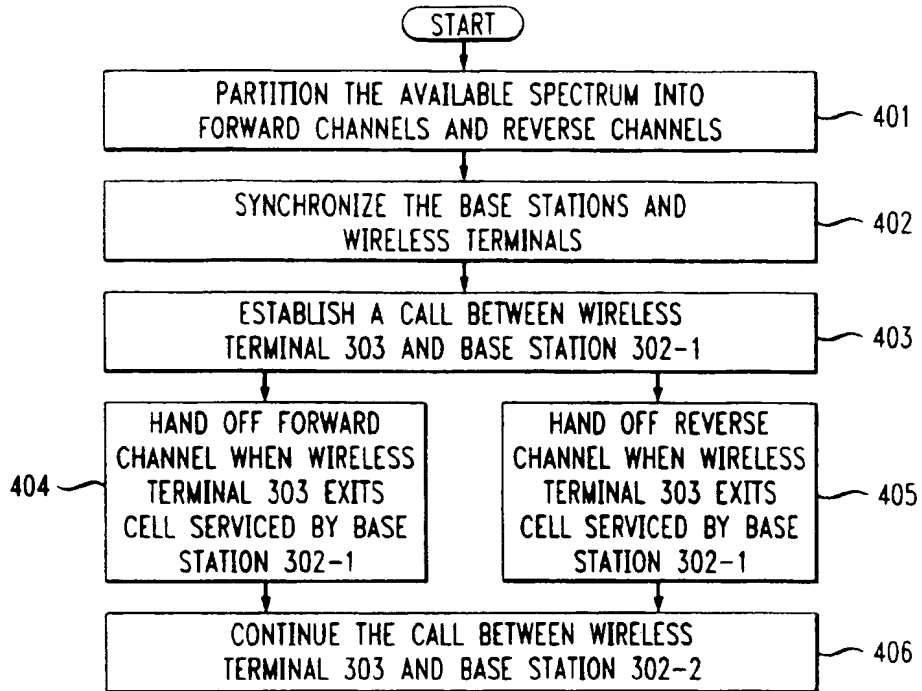 START
PARTITION THE AVAILABLE SPECTRUM INTO
FORWARD CHANNELS AND REVERSE CHANNELS
401
SYNCHRONIZE THE BASE STATIONS AND
WIRELESS TERMINALS
402
ESTABLISH A CALL BETWEEN WIRELESS
TERMINAL 303 AND BASE STATION 302-1
403
404
HAND OFF FORWARD
CHANNEL WHEN WIRELESS
TERMINAL 303 EXITS
CELL SERVICED BY BASE
STATION 302-1
HAND OFF REVERSE
CHANNEL WHEN WIRELESS
TERMINAL 303 EXITS
CELL SERVICED BY BASE
STATION 302-1
405
CONTINUE THE CALL BETWEEN WIRELESS
TERMINAL 303 AND BASE STATION 302-2
406